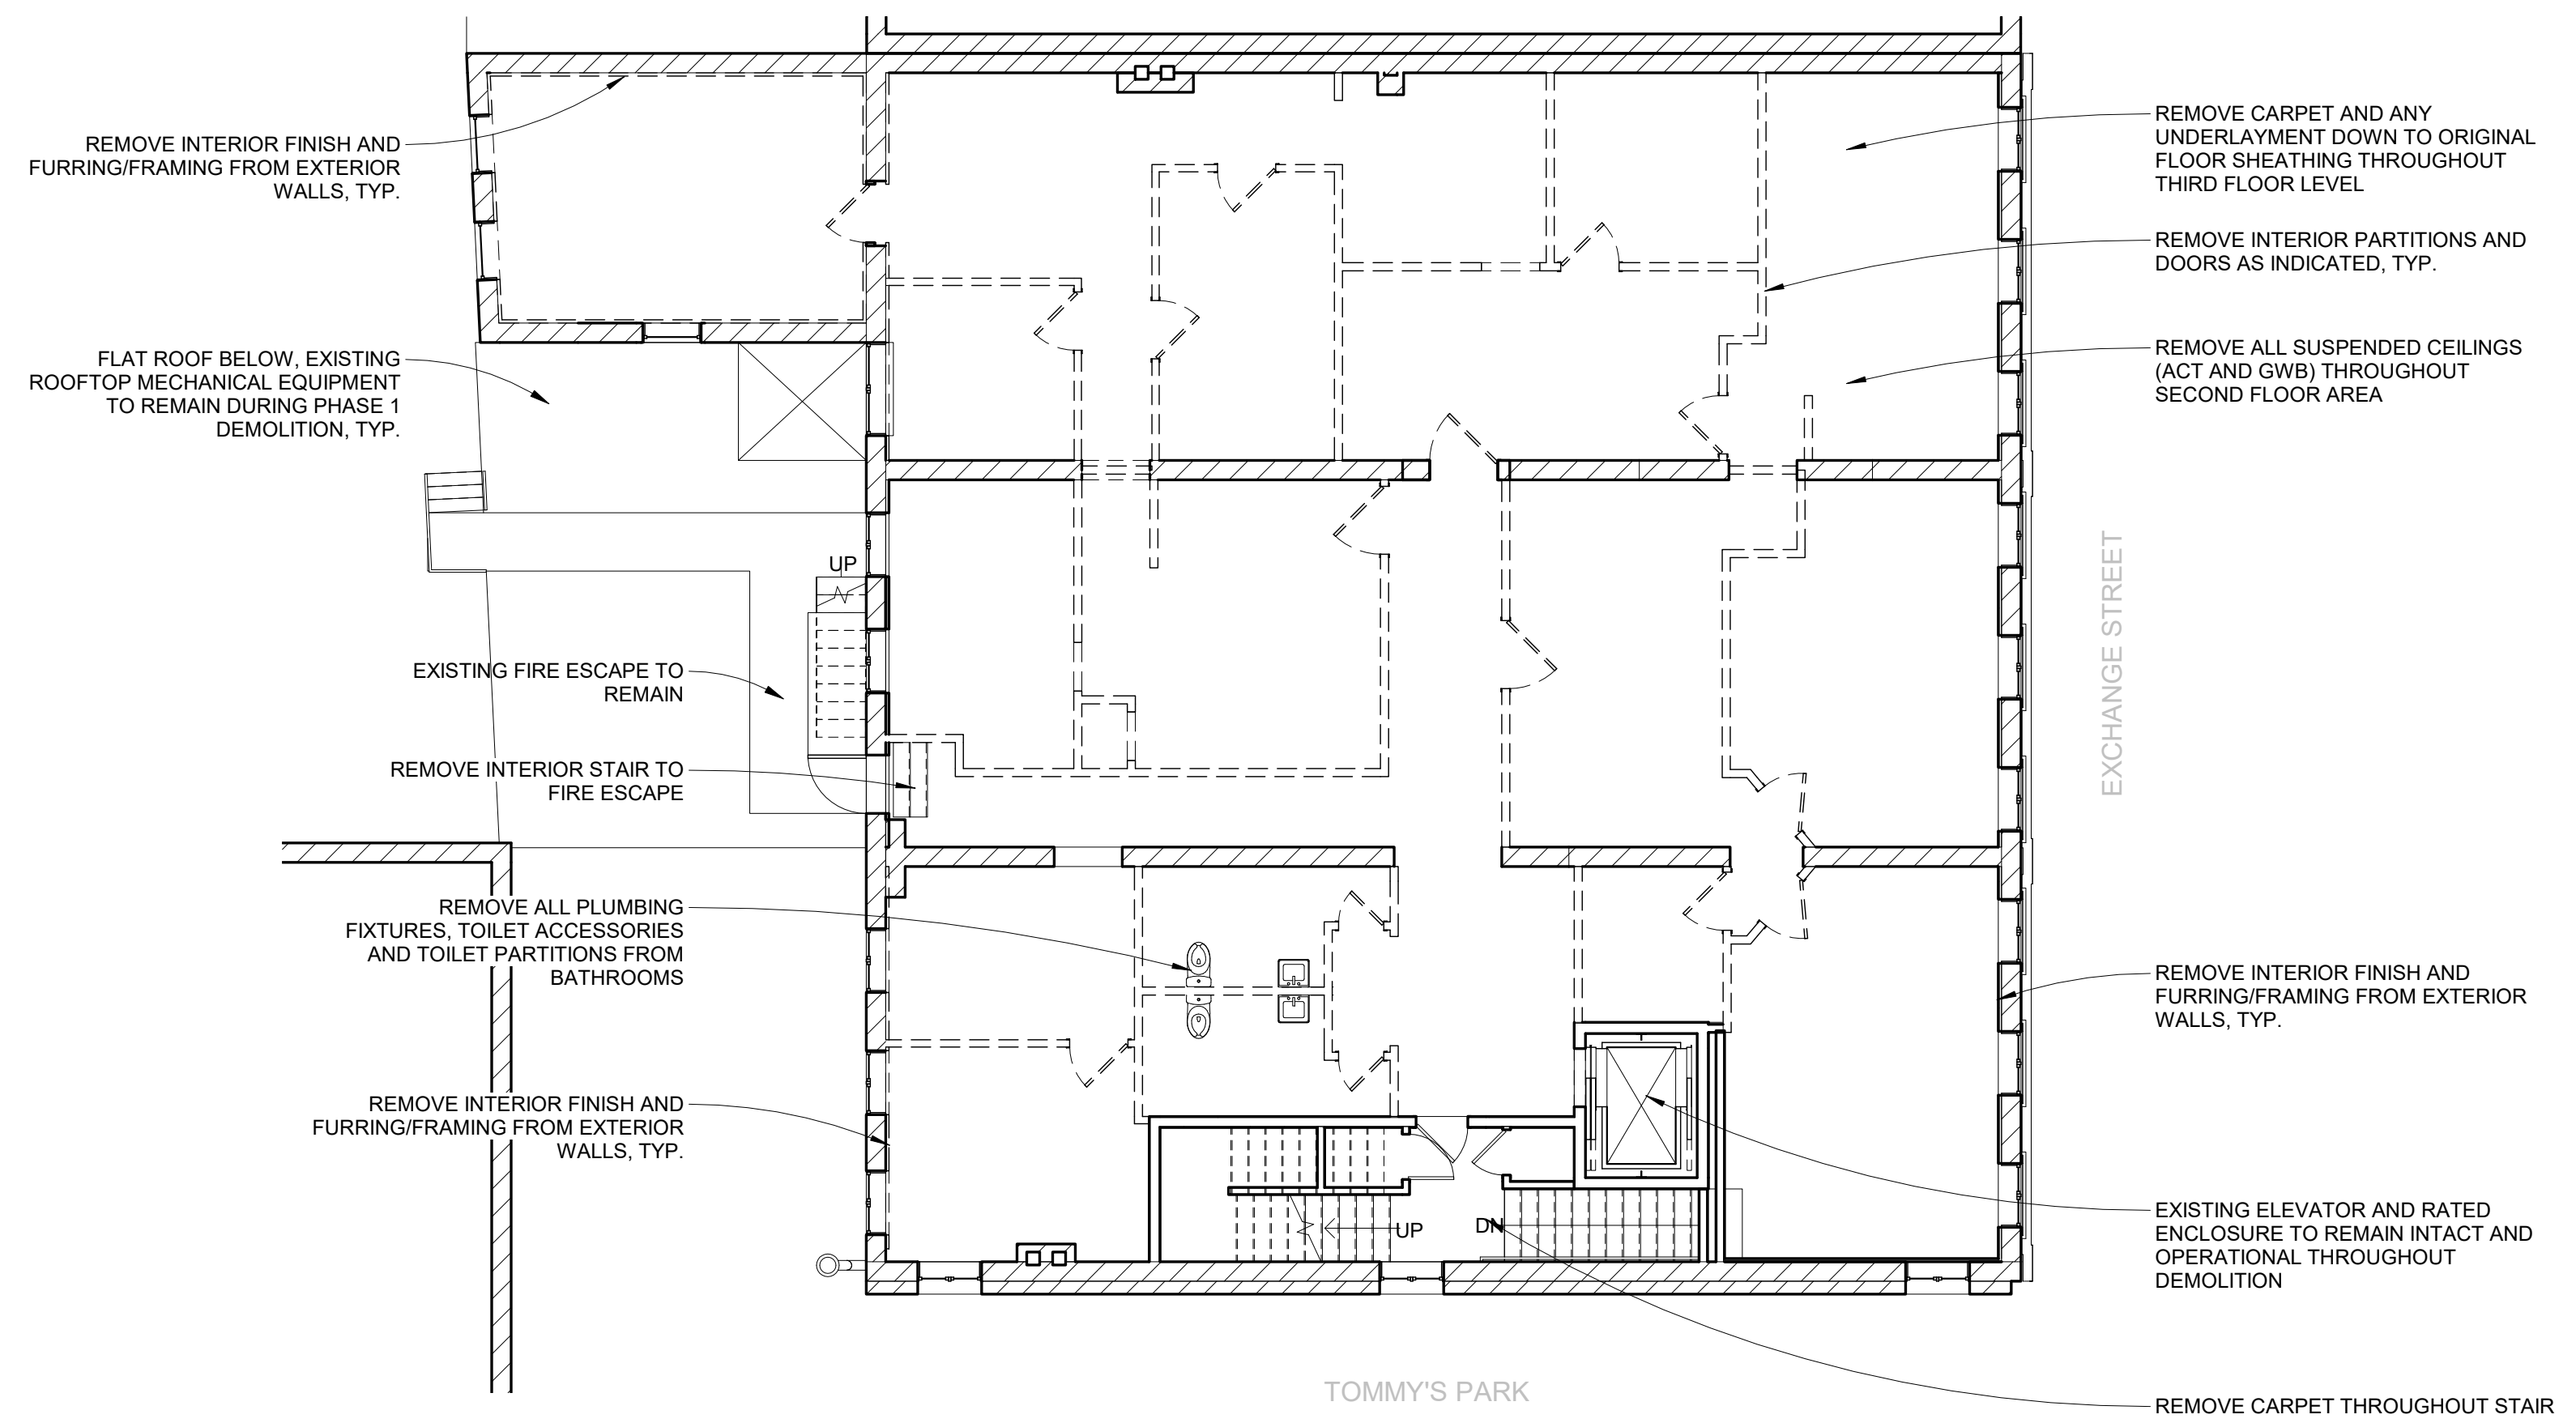 REMOVE INTERIOR FINISH AND
FURRING/FRAMING FROM EXTERIOR
WALLS, TYP.
FLAT ROOF BELOW, EXISTING
ROOFTOP MECHANICAL EQUIPMENT
TO REMAIN DURING PHASE 1
DEMOLITION, TYP.
UP
EXISTING FIRE ESCAPE TO
REMAIN
REMOVE INTERIOR STAIR TO
FIRE ESCAPE
REMOVE ALL PLUMBING
FIXTURES, TOILET ACCESSORIES
AND TOILET PARTITIONS FROM
BATHROOMS
REMOVE INTERIOR FINISH AND
FURRING/FRAMING FROM EXTERIOR
WALLS, TYP.
UP
DN
REMOVE CARPET AND ANY
UNDERLAYMENT DOWN TO ORIGINAL
FLOOR SHEATHING THROUGHOUT
THIRD FLOOR LEVEL
REMOVE INTERIOR PARTITIONS AND
DOORS AS INDICATED, TYP.
REMOVE ALL SUSPENDED CEILINGS
(ACT AND GWB) THROUGHOUT
SECOND FLOOR AREA
EXCHANGE STREET
REMOVE INTERIOR FINISH AND
FURRING/FRAMING FROM EXTERIOR
WALLS, TYP.
EXISTING ELEVATOR AND RATED
ENCLOSURE TO REMAIN INTACT AND
OPERATIONAL THROUGHOUT
DEMOLITION
TOMMY'S PARK
REMOVE CARPET THROUGHOUT STAIR